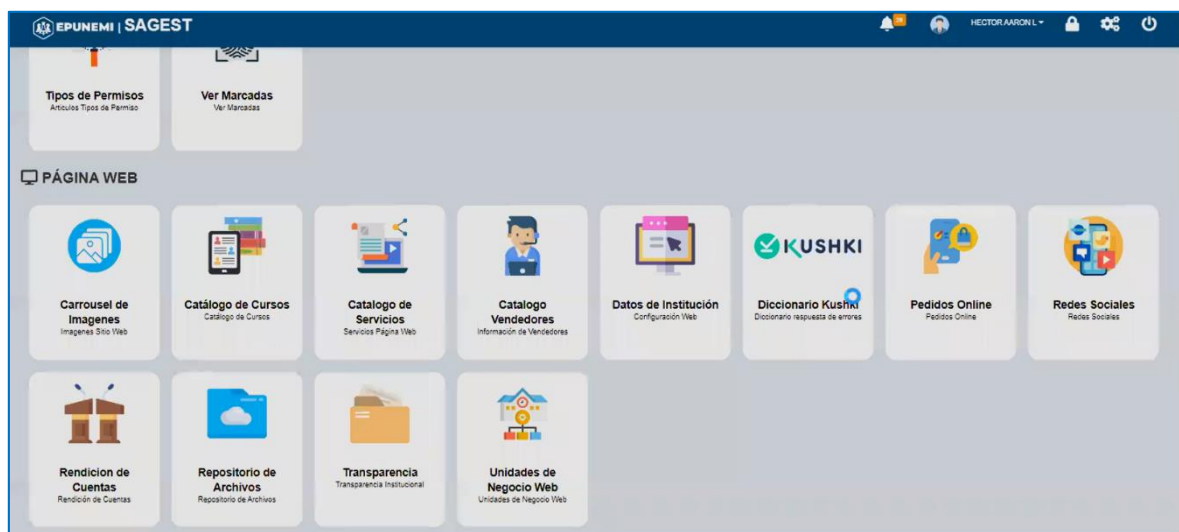 EPUNEMI | SAGEST
HECTOR AARON L
Tipos de Permisos
Articulos Tipos de Permiso
Ver Marcadas
Ver Marcadas
PÁGINA WEB
Carrousel de
Imagenes
Imagenes Sitio Web
Catálogo de Cursos
Catálogo de Cursos
Catalogo de
Servicios
Servicios Página Web
Catalogo
Vendedores
Información de Vendedores
Datos de Institución
Configuración Web
KUSHKI
Diccionario Kushki
Diccionario respuesta de errores
Pedidos Online
Pedidos Online
Redes Sociales
Redes Sociales
Rendicion de
Cuentas
Rendición de Cuentas
Repositorio de
Archivos
Repositorio de Archivos
Transparencia
Transparencia Institucional
Unidades de
Negocio Web
Unidades de Negocio Web